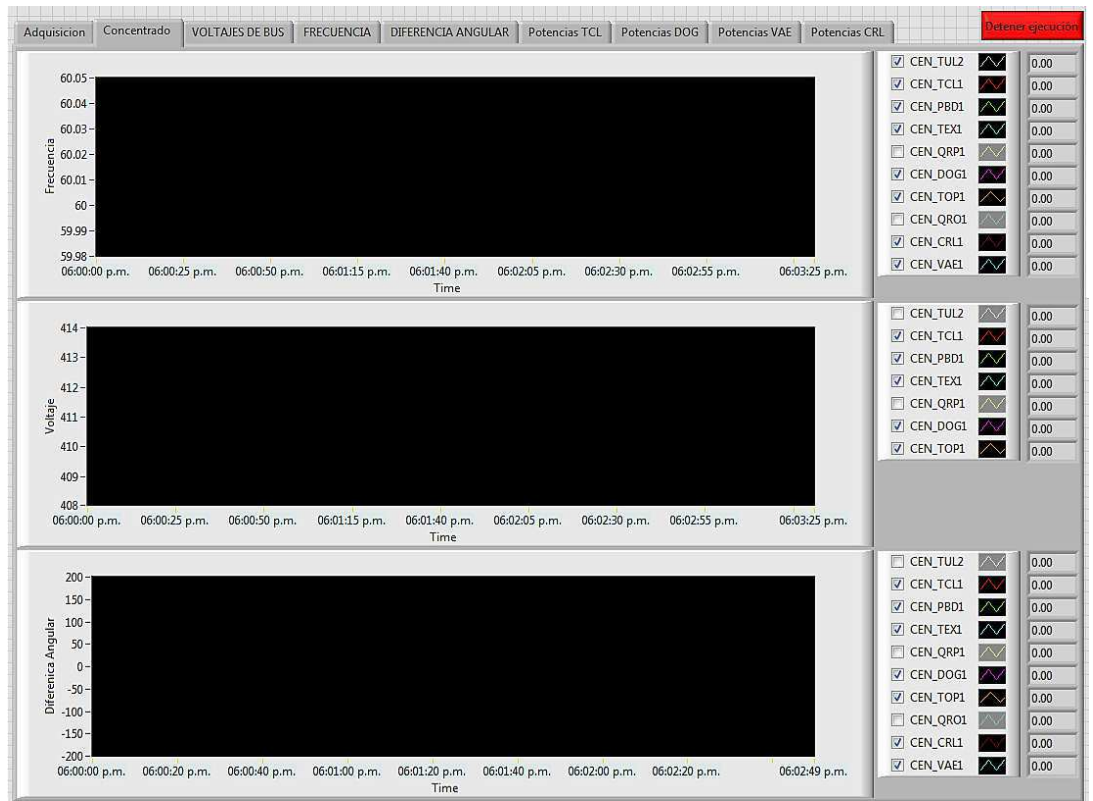 Adquisicion Concentrado VOLTAJES DE BUS FRECUENCIA DIFERENCIA ANGULAR Potencias TCL Potencias DOG Potencias VAE Potencias CRL Detener ejecución
Frecuencia
60.05
60.04
60.03
60.02
60.01
60
59.99
59.98
06:00:00 p.m. 06:00:25 p.m. 06:00:50 p.m. 06:01:15 p.m. 06:01:40 p.m. 06:02:05 p.m. 06:02:30 p.m. 06:02:55 p.m. 06:03:25 p.m.
Time
CEN_TUL2 0.00
CEN_TCL1 0.00
CEN_PBD1 0.00
CEN_TEX1 0.00
CEN_QRP1 0.00
CEN_DOG1 0.00
CEN_TOP1 0.00
CEN_QRO1 0.00
CEN_CRL1 0.00
CEN_VAE1 0.00
Voltaje
414
413
412
411
410
409
408
06:00:00 p.m. 06:00:25 p.m. 06:00:50 p.m. 06:01:15 p.m. 06:01:40 p.m. 06:02:05 p.m. 06:02:30 p.m. 06:02:55 p.m. 06:03:25 p.m.
Time
CEN_TUL2 0.00
CEN_TCL1 0.00
CEN_PBD1 0.00
CEN_TEX1 0.00
CEN_QRP1 0.00
CEN_DOG1 0.00
CEN_TOP1 0.00
Diferenica Angular
200
150
100
50
0
-50
-100
-150
-200
06:00:00 p.m. 06:00:20 p.m. 06:00:40 p.m. 06:01:00 p.m. 06:01:20 p.m. 06:01:40 p.m. 06:02:00 p.m. 06:02:20 p.m. 06:02:49 p.m.
Time
CEN_TUL2 0.00
CEN_TCL1 0.00
CEN_PBD1 0.00
CEN_TEX1 0.00
CEN_QRP1 0.00
CEN_DOG1 0.00
CEN_TOP1 0.00
CEN_QRO1 0.00
CEN_CRL1 0.00
CEN_VAE1 0.00